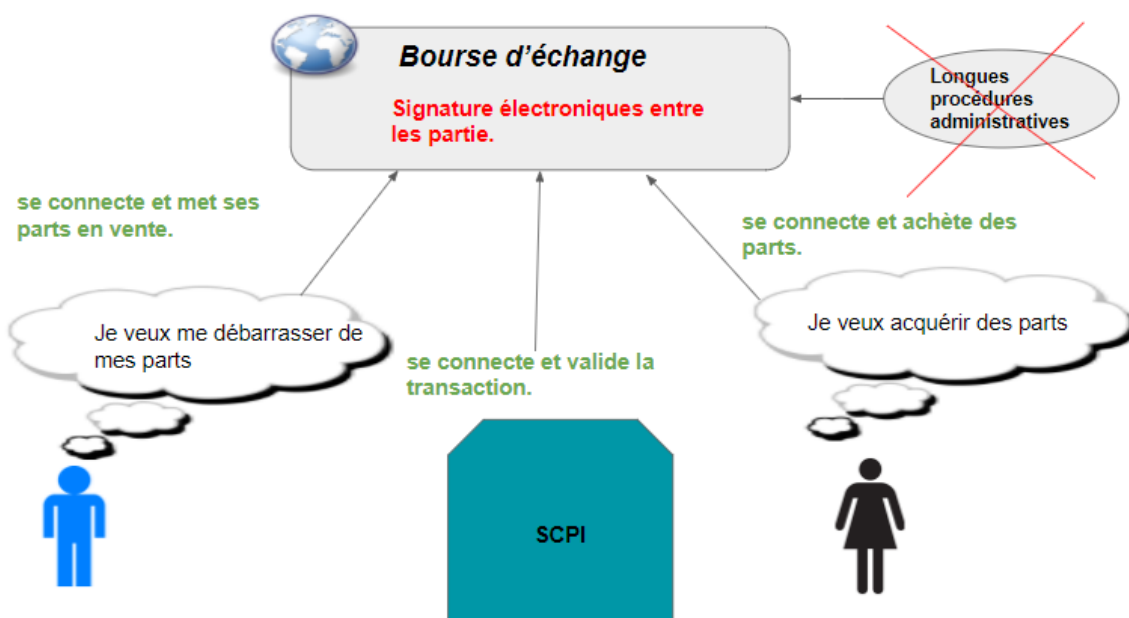 Bourse d'échange
Signature électroniques entre
les partie.
Longues
procédures
administratives
se connecte et met ses
parts en vente.
se connecte et achète des
parts.
Je veux me débarrasser de
mes parts
se connecte et valide la
transaction.
Je veux acquérir des parts
SCPI